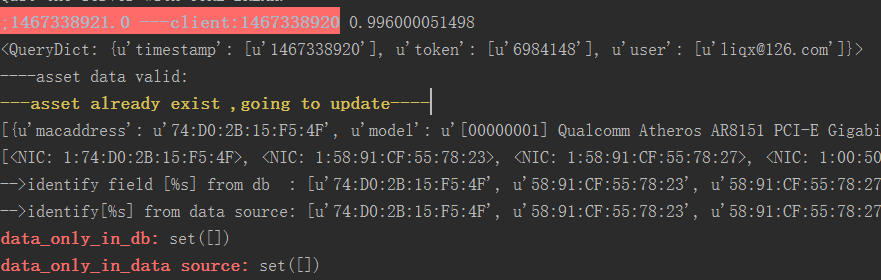 ;1467338921.0 ----client:1467338920 0.996000051498
<QueryDict: {u'timestamp': [u'1467338920'], u'token': [u'6984148'], u'user': [u'liqx@126.com']}>
----asset data valid:
---asset already exist ,going to update----
[{u'macaddress': u'74:D0:2B:15:F5:4F', u'model': u'[00000001] Qualcomm Atheros AR8151 PCI-E Gigabi
[<NIC: 1:74:D0:2B:15:F5:4F>, <NIC: 1:58:91:CF:55:78:23>, <NIC: 1:58:91:CF:55:78:27>, <NIC: 1:00:50
-->identify field [%s] from db  : [u'74:D0:2B:15:F5:4F', u'58:91:CF:55:78:23', u'58:91:CF:55:78:27
-->identify[%s] from data source: [u'74:D0:2B:15:F5:4F', u'58:91:CF:55:78:23', u'58:91:CF:55:78:27
data_only_in_db: set([])
data_only_in_data source: set([])